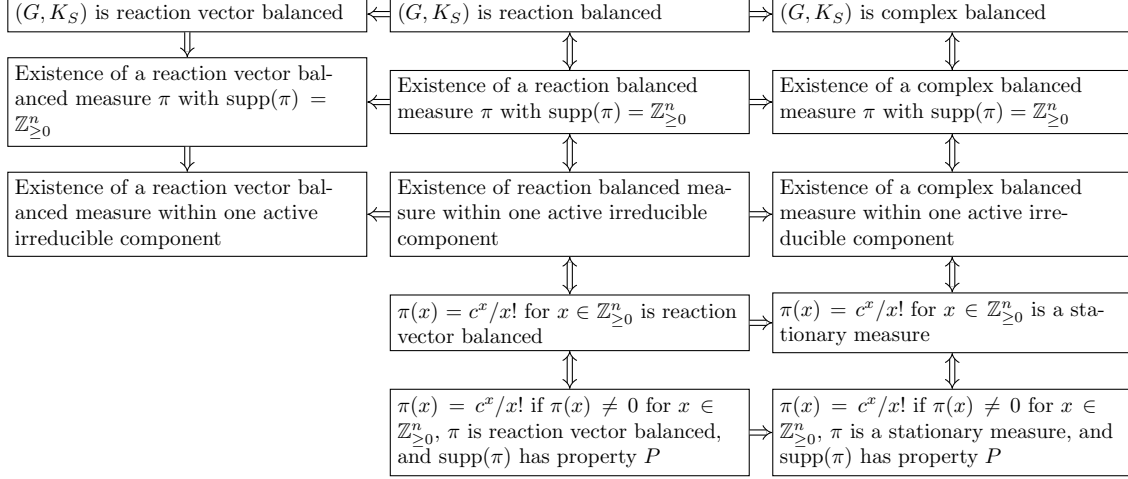 (G, K_S) is reaction vector balanced
(G, K_S) is reaction balanced
(G, K_S) is complex balanced
Existence of a reaction vector bal-
anced measure π with supp(π) =
ℤ^n_{≥0}
Existence of a reaction balanced
measure π with supp(π) = ℤ^n_{≥0}
Existence of a complex balanced
measure π with supp(π) = ℤ^n_{≥0}
Existence of a reaction vector bal-
anced measure within one active
irreducible component
Existence of reaction balanced mea-
sure within one active irreducible
component
Existence of a complex balanced
measure within one active irre-
ducible component
π(x) = c^x/x! for x ∈ ℤ^n_{≥0} is reaction
vector balanced
π(x) = c^x/x! for x ∈ ℤ^n_{≥0} is a sta-
tionary measure
π(x) = c^x/x! if π(x) ≠ 0 for x ∈
ℤ^n_{≥0}, π is reaction vector balanced,
and supp(π) has property P
π(x) = c^x/x! if π(x) ≠ 0 for x ∈
ℤ^n_{≥0}, π is a stationary measure, and
supp(π) has property P